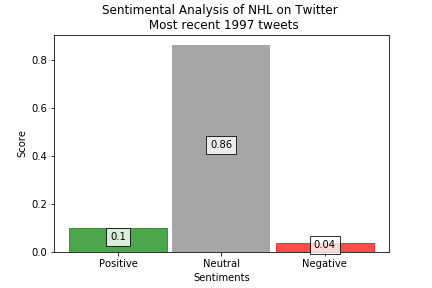 Sentimental Analysis of NHL on Twitter
Most recent 1997 tweets
Score
0.8
0.6
0.4
0.2
0.0
0.1
0.86
0.04
Positive
Neutral
Negative
Sentiments